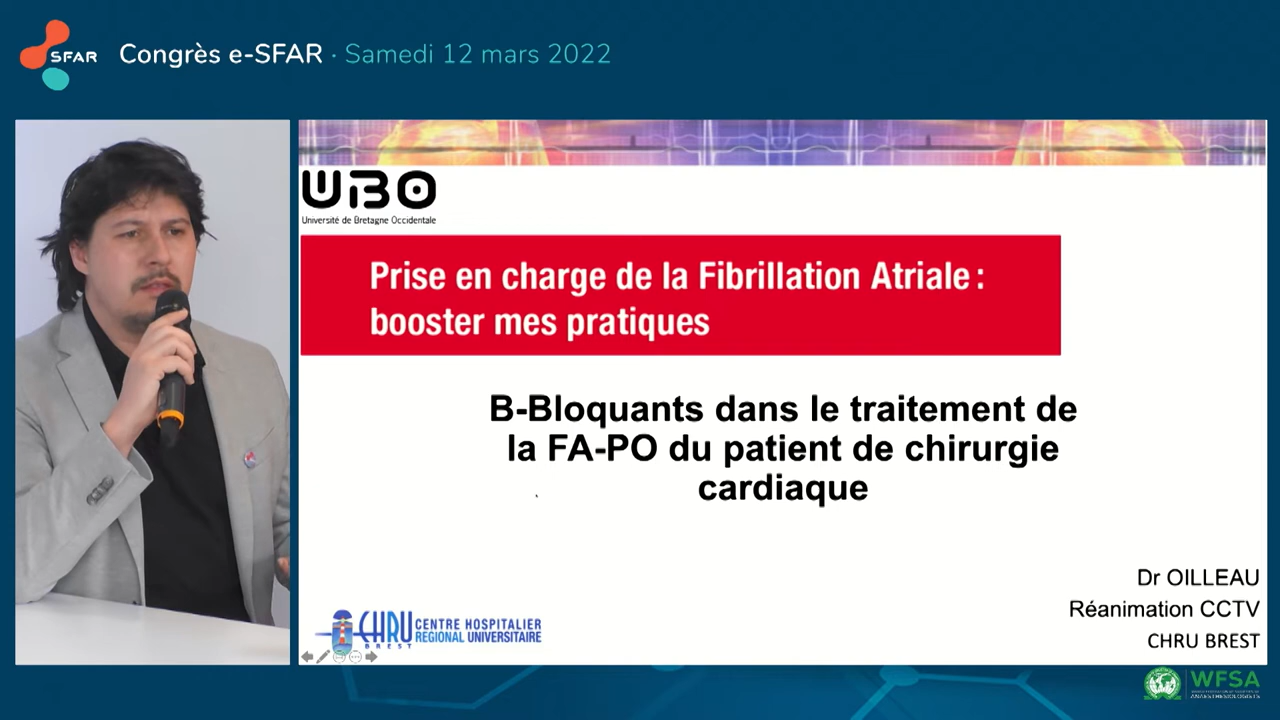 SFAR
Congrès e-SFAR · Samedi 12 mars 2022
UBO
Université de Bretagne Occidentale
Prise en charge de la Fibrillation Atriale :
booster mes pratiques
B-Bloquants dans le traitement de
la FA-PO du patient de chirurgie
cardiaque
Dr OILLEAU
Réanimation CCTV
CHRU BREST
CHRU CENTRE HOSPITALIER
REGIONAL UNIVERSITAIRE
BREST
WFSA